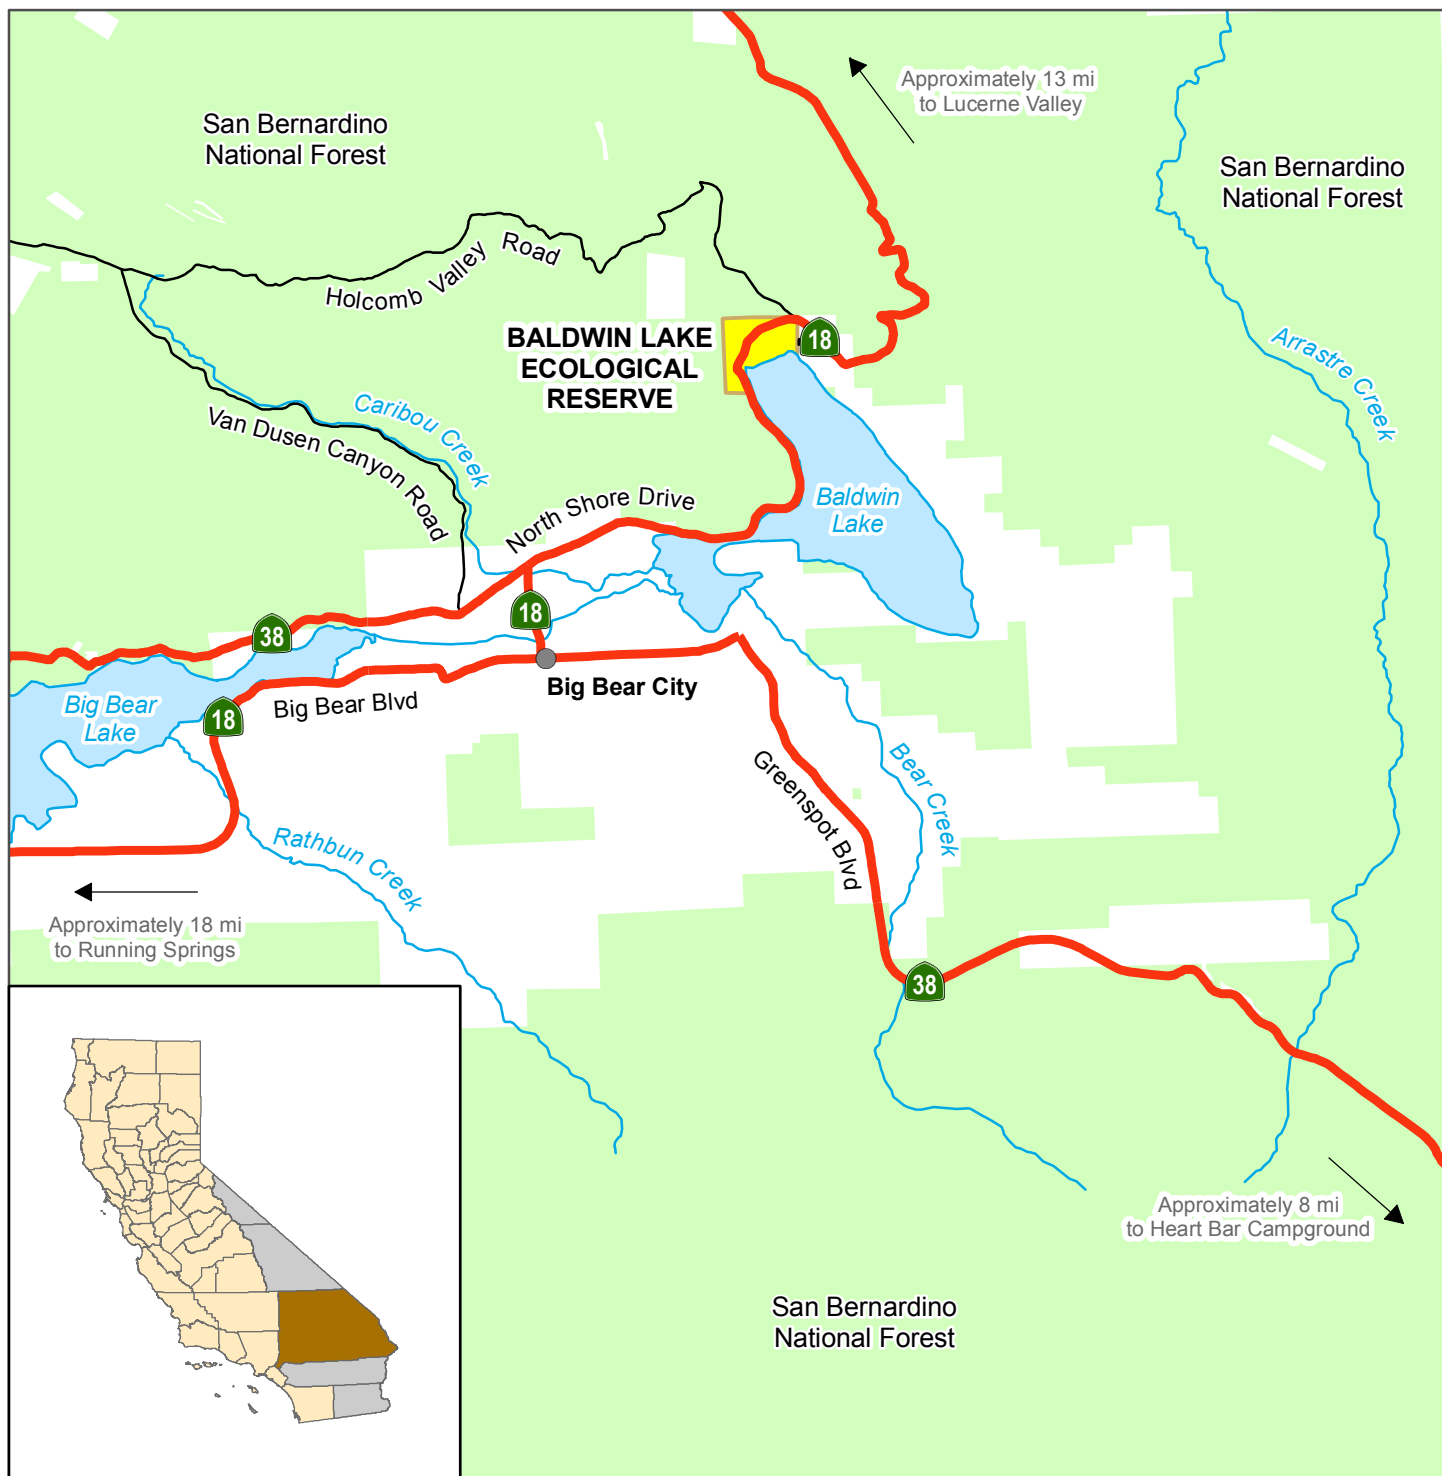 Approximately 13 mi
to Lucerne Valley
San Bernardino
National Forest
San Bernardino
National Forest
Holcomb Valley Road
BALDWIN LAKE
ECOLOGICAL
RESERVE
18
Arrastre Creek
Caribou Creek
Van Dusen Canyon Road
North Shore Drive
Baldwin
Lake
18
38
Big Bear City
Big Bear
Lake
18
Big Bear Blvd
Greenspot Blvd
Bear Creek
Rathbun Creek
Approximately 18 mi
to Running Springs
38
Approximately 8 mi
to Heart Bar Campground
San Bernardino
National Forest